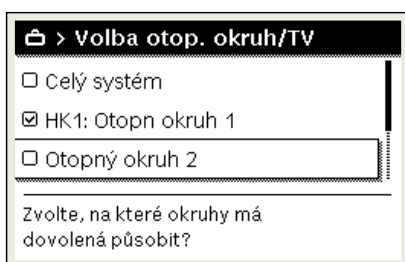 > Volba otop. okruh/TV
Celý systém
HK1: Otopn okruh 1
Otopný okruh 2
Zvolte, na které okruhy má
dovolená působit?